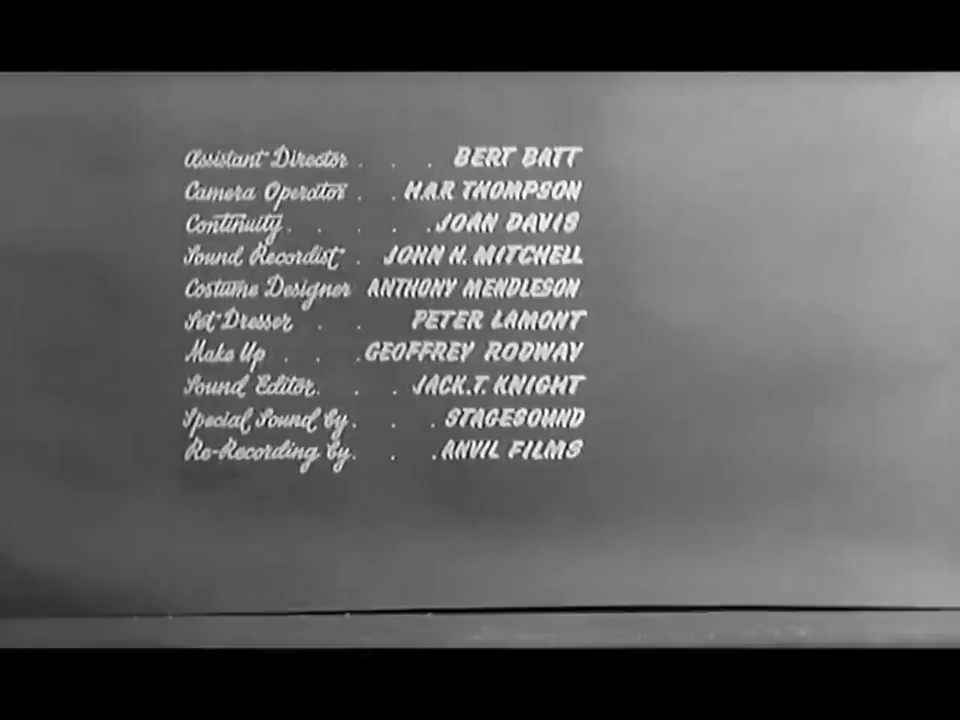 Assistant Director . . . BERT BATT
Camera Operator . . H.A.R THOMPSON
Continuity . . . . . JOAN DAVIS
Sound Recordist . JOHN H. MITCHELL
Costume Designer ANTHONY MENDLESON
Set Dresser . . PETER LAMONT
Make Up . . . GEOFFREY RODWAY
Sound Editor . . . JACK.T. KNIGHT
Special Sound by . . . STAGESOUND
Re-Recording by . . . ANVIL FILMS